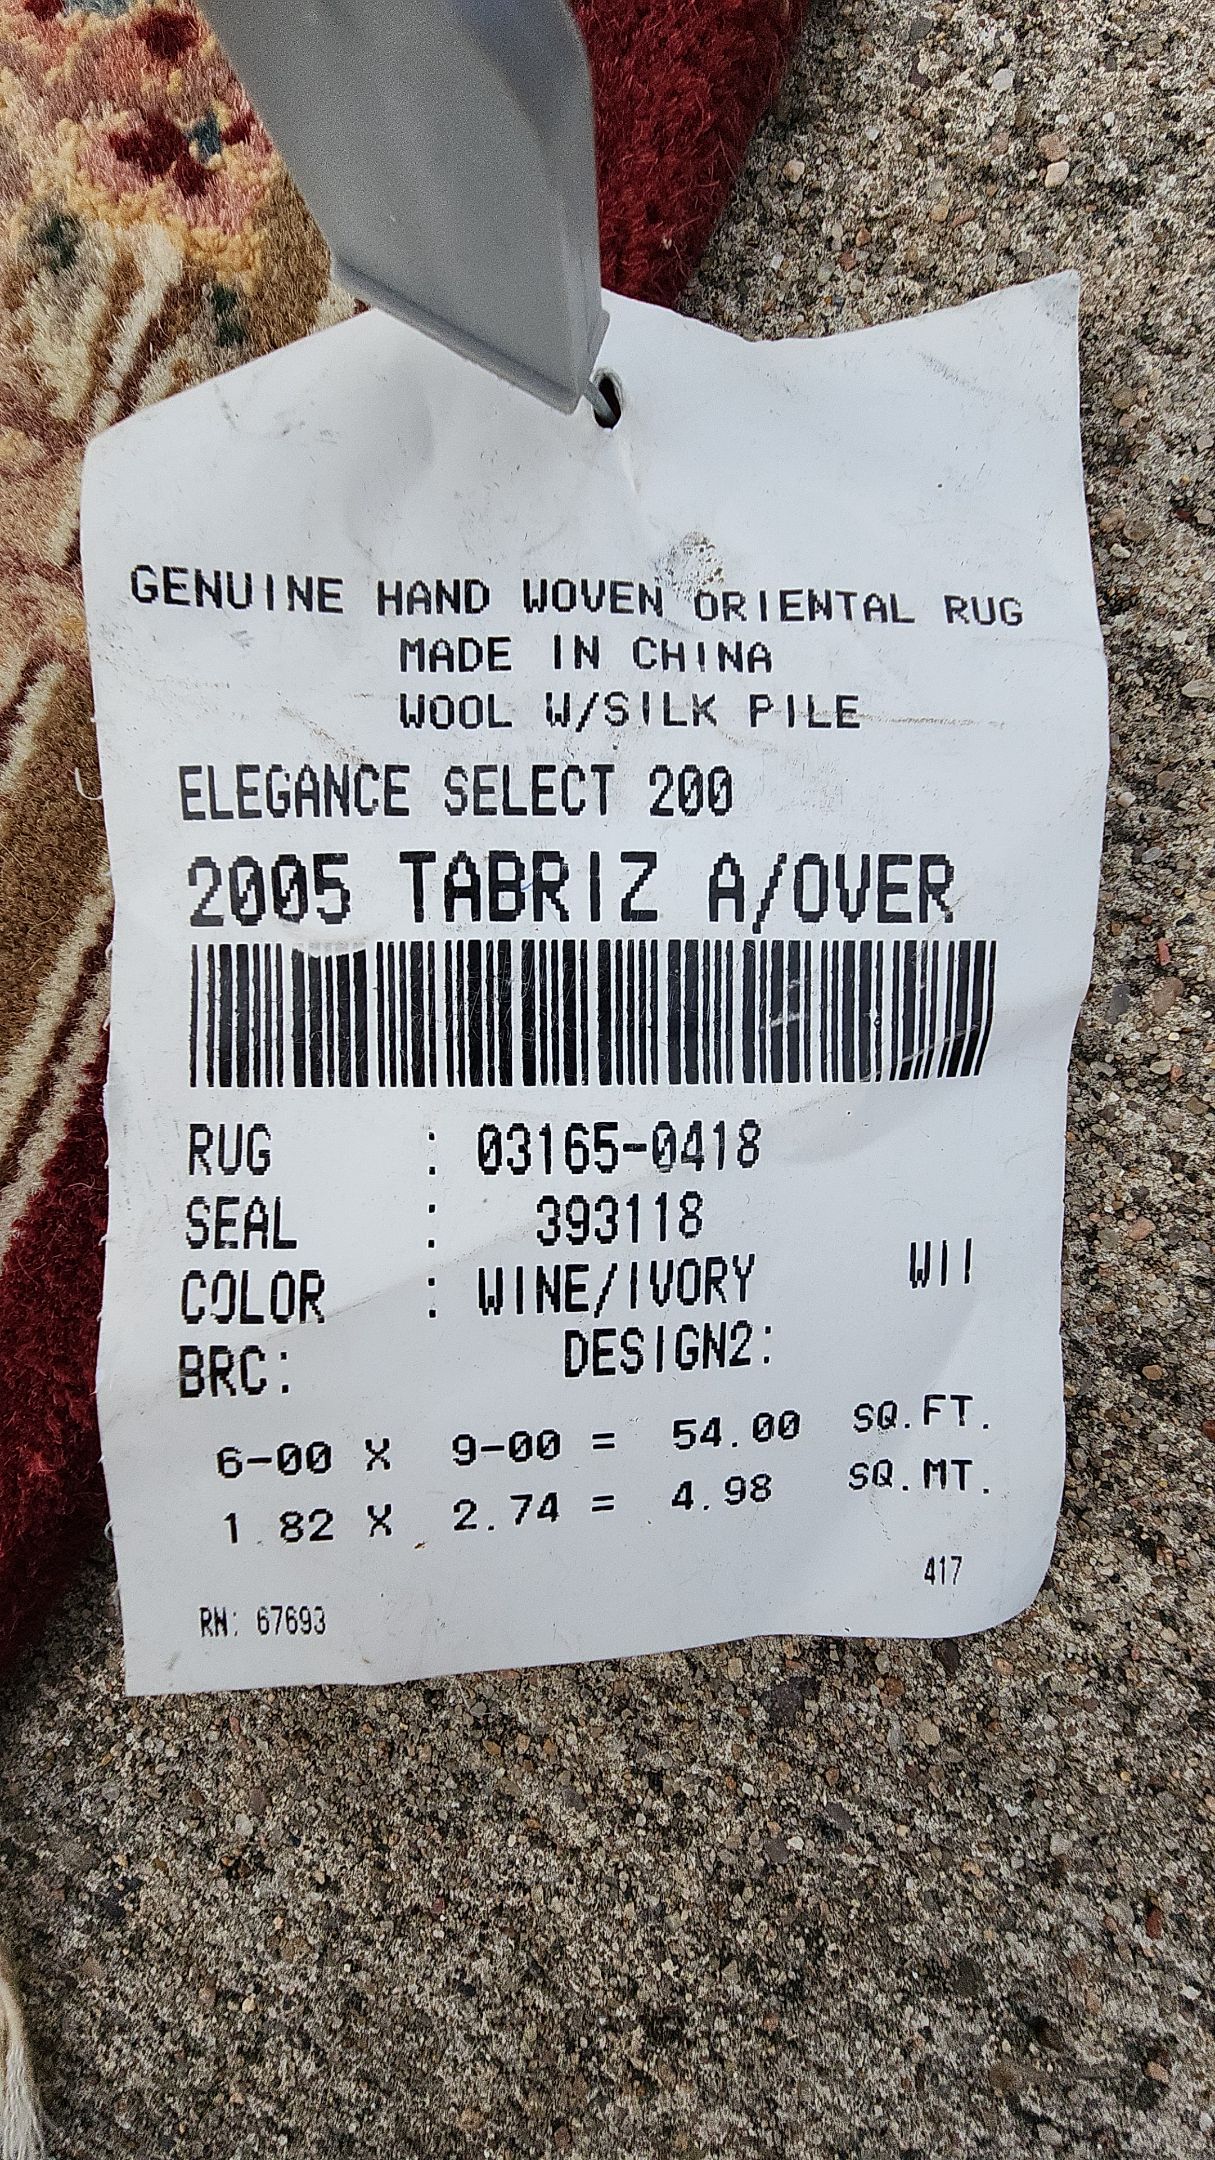 GENUINE HAND WOVEN ORIENTAL RUG
MADE IN CHINA
WOOL W/SILK PILE
ELEGANCE SELECT 200
2005 TABRIZ A/OVER
RUG : 03165-0418
SEAL : 393118
COLOR : WINE/IVORY WII
BRC: DESIGN2:
6-00 X 9-00 = 54.00 SQ.FT.
1.82 X 2.74 = 4.98 SQ.MT.
417
RN: 67693